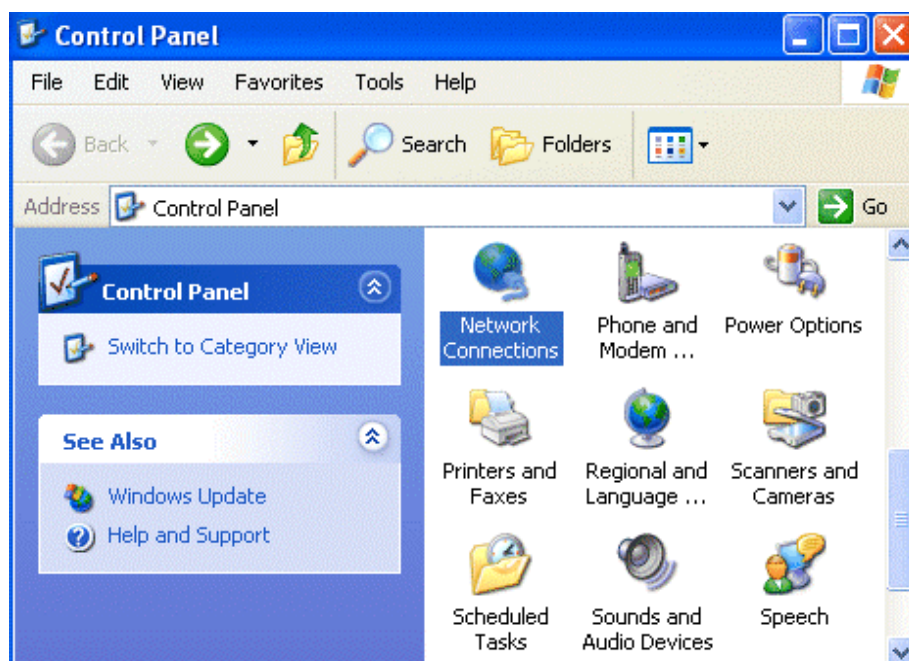 Control Panel
File Edit View Favorites Tools Help
Back Search Folders
Address Control Panel Go
Control Panel
Switch to Category View
See Also
Windows Update
Help and Support
Network
Connections
Phone and
Modem ...
Power Options
Printers and
Faxes
Regional and
Language ...
Scanners and
Cameras
Scheduled
Tasks
Sounds and
Audio Devices
Speech